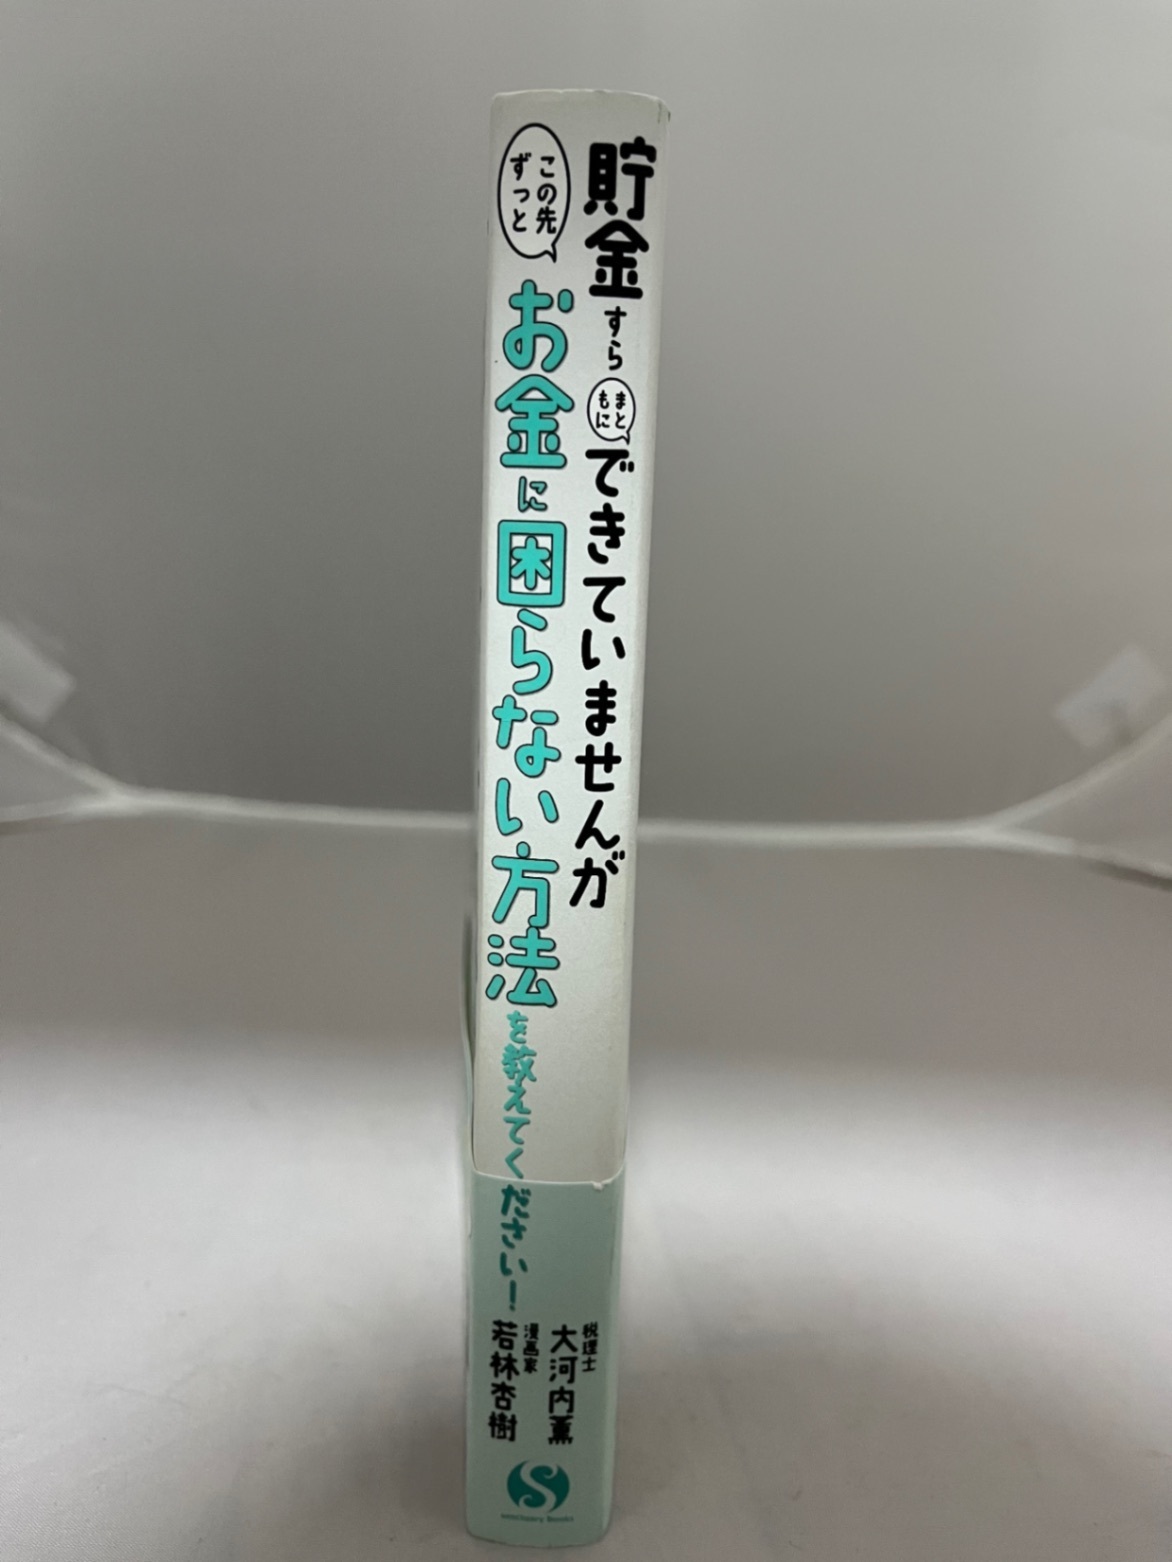 貯金すらまともにできていませんが
この先ずっとお金に困らない方法を教えてください！
税理士 大河内薫
漫画家 若林杏樹
sanctuary books